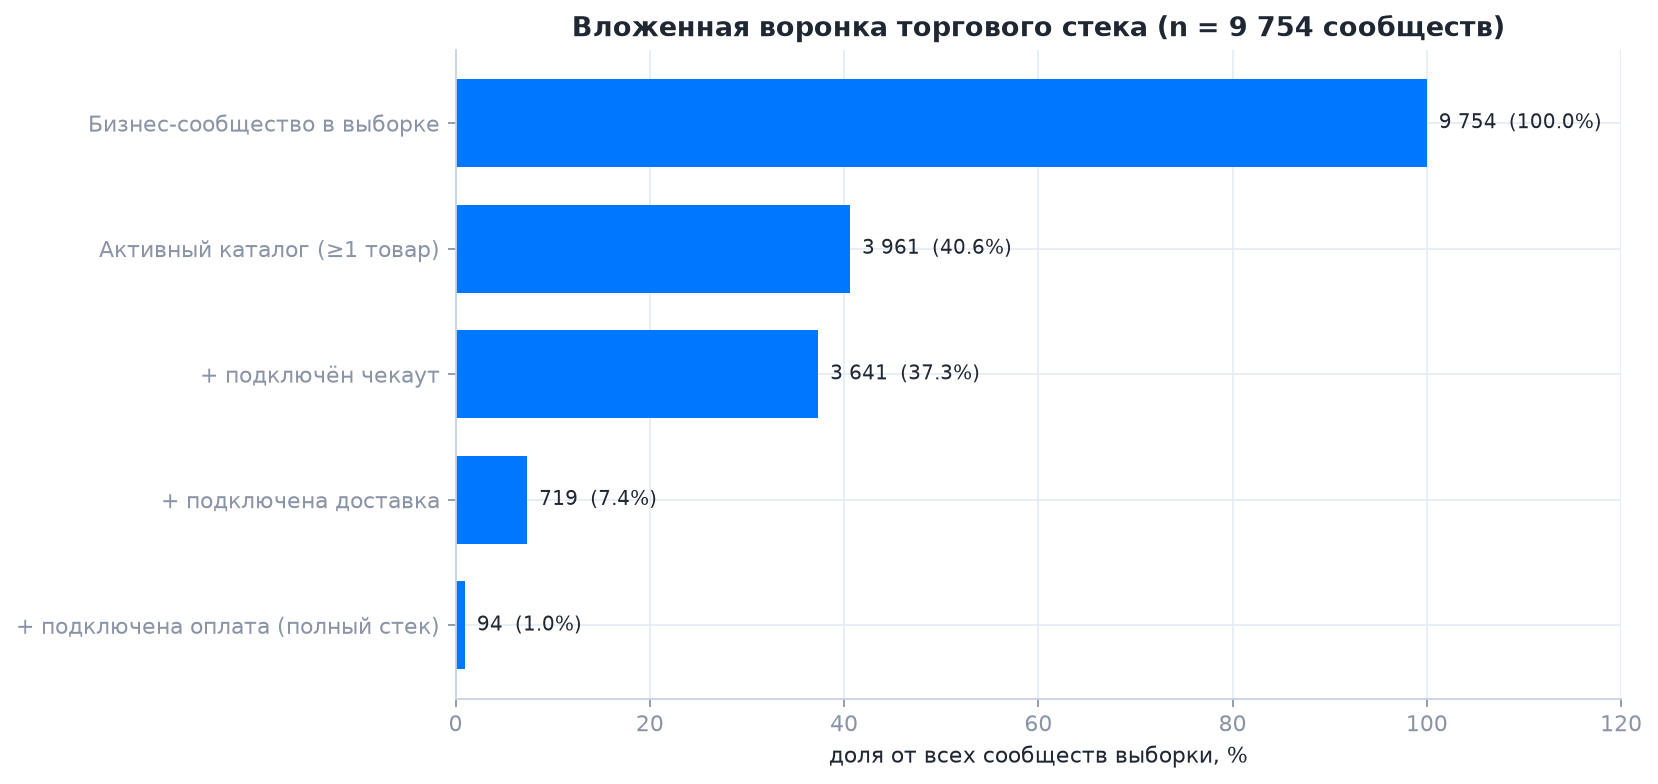 Вложенная воронка торгового стека (n = 9 754 сообществ)
Бизнес-сообщество в выборке
9 754 (100.0%)
Активный каталог (≥1 товар)
3 961 (40.6%)
+ подключён чекаут
3 641 (37.3%)
+ подключена доставка
719 (7.4%)
+ подключена оплата (полный стек)
94 (1.0%)
0 20 40 60 80 100 120
доля от всех сообществ выборки, %